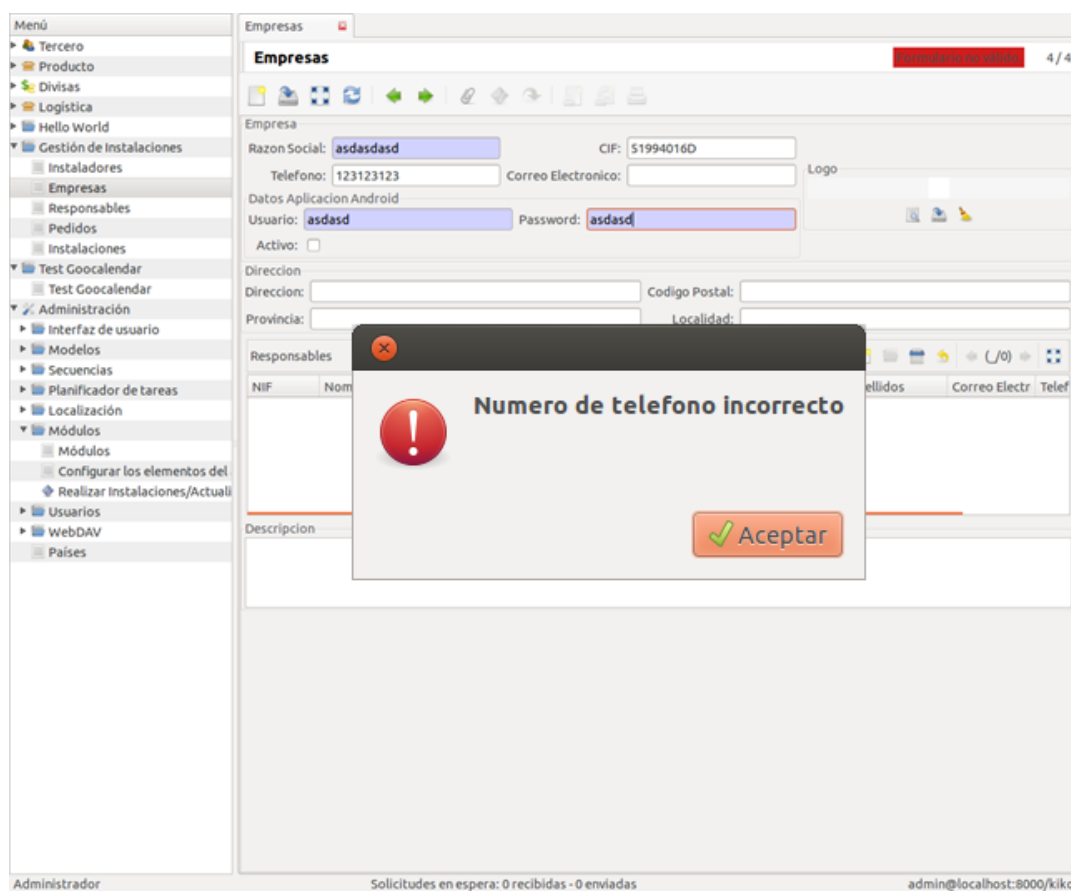 Menú
Tercero
Producto
Divisas
Logística
Hello World
Gestión de Instalaciones
Instaladores
Empresas
Responsables
Pedidos
Instalaciones
Test Goocalendar
Test Goocalendar
Administración
Interfaz de usuario
Modelos
Secuencias
Planificador de tareas
Localización
Módulos
Módulos
Configurar los elementos del
Realizar Instalaciones/Actuali
Usuarios
WebDAV
Países
Empresas
Empresas
Formulario no válido
4/4
Empresa
Razon Social: asdasdasd CIF: S1994016D
Telefono: 123123123 Correo Electronico:
Logo
Datos Aplicacion Android
Usuario: asdasd Password: asdasd
Activo:
Direccion
Direccion: Codigo Postal:
Provincia: Localidad:
Responsables (_/0)
NIF Nom ellidos Correo Electr Telef
Numero de telefono incorrecto
Aceptar
Descripcion
Administrador Solicitudes en espera: 0 recibidas - 0 enviadas admin@localhost:8000/kiko